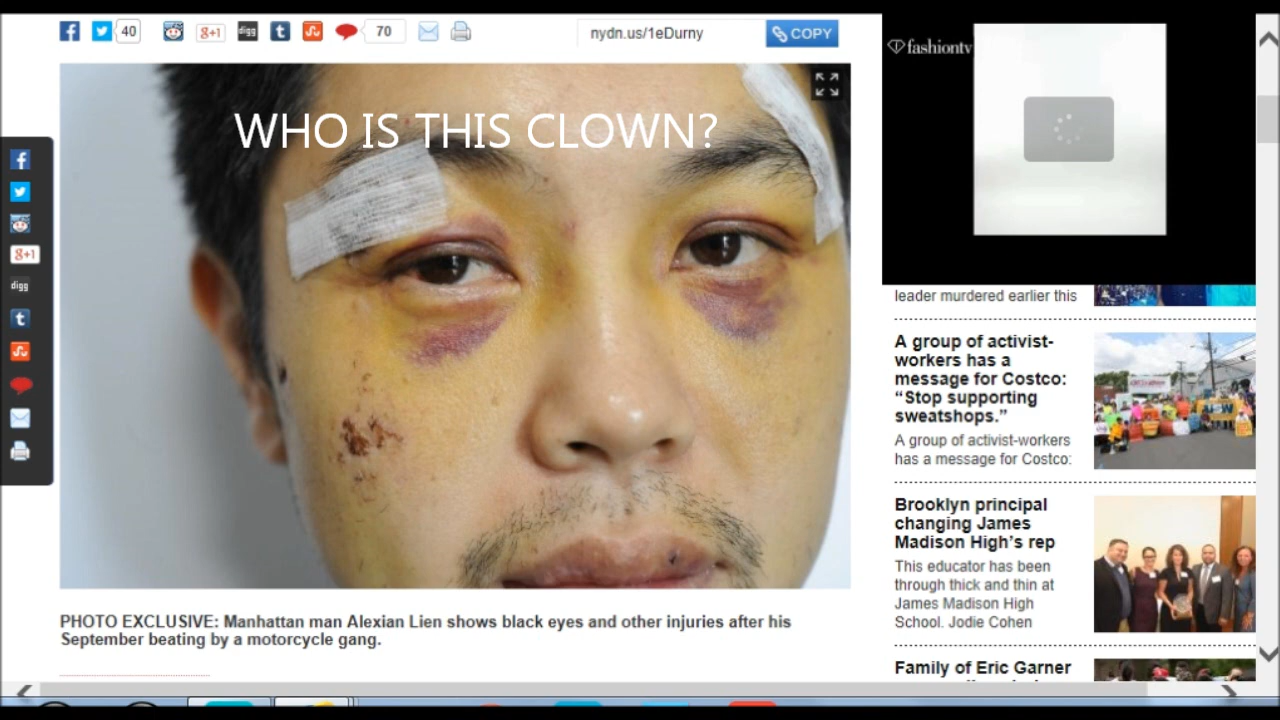 40
g+1
digg
70
nydn.us/1eDurny
COPY
fashiontv
WHO IS THIS CLOWN?
g+1
digg
PHOTO EXCLUSIVE: Manhattan man Alexian Lien shows black eyes and other injuries after his
September beating by a motorcycle gang.
leader murdered earlier this
A group of activist-
workers has a
message for Costco:
“Stop supporting
sweatshops.”
A group of activist-workers
has a message for Costco:
Brooklyn principal
changing James
Madison High’s rep
This educator has been
through thick and thin at
James Madison High
School. Jodie Cohen
Family of Eric Garner